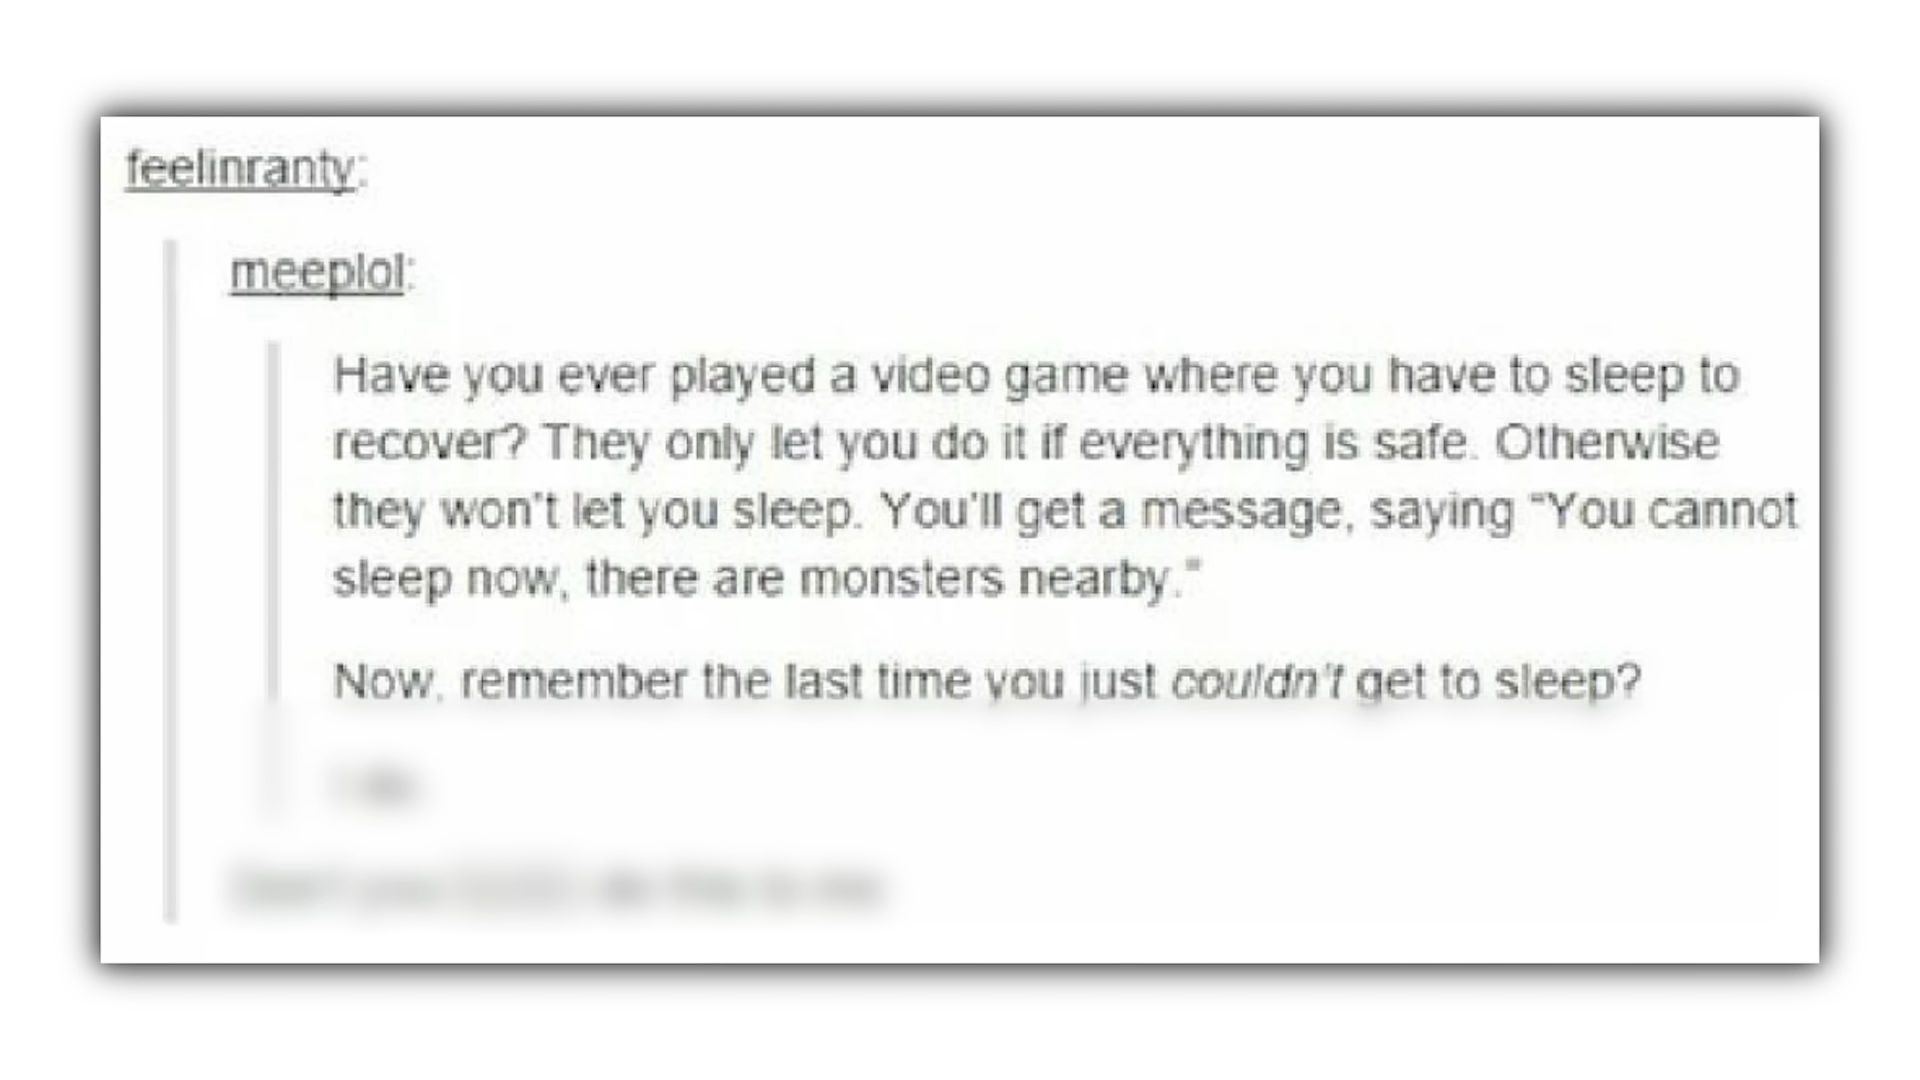 feelinranty:
meeplol:
Have you ever played a video game where you have to sleep to
recover? They only let you do it if everything is safe. Otherwise
they won't let you sleep. You'll get a message, saying "You cannot
sleep now, there are monsters nearby."
Now, remember the last time you just couldn't get to sleep?